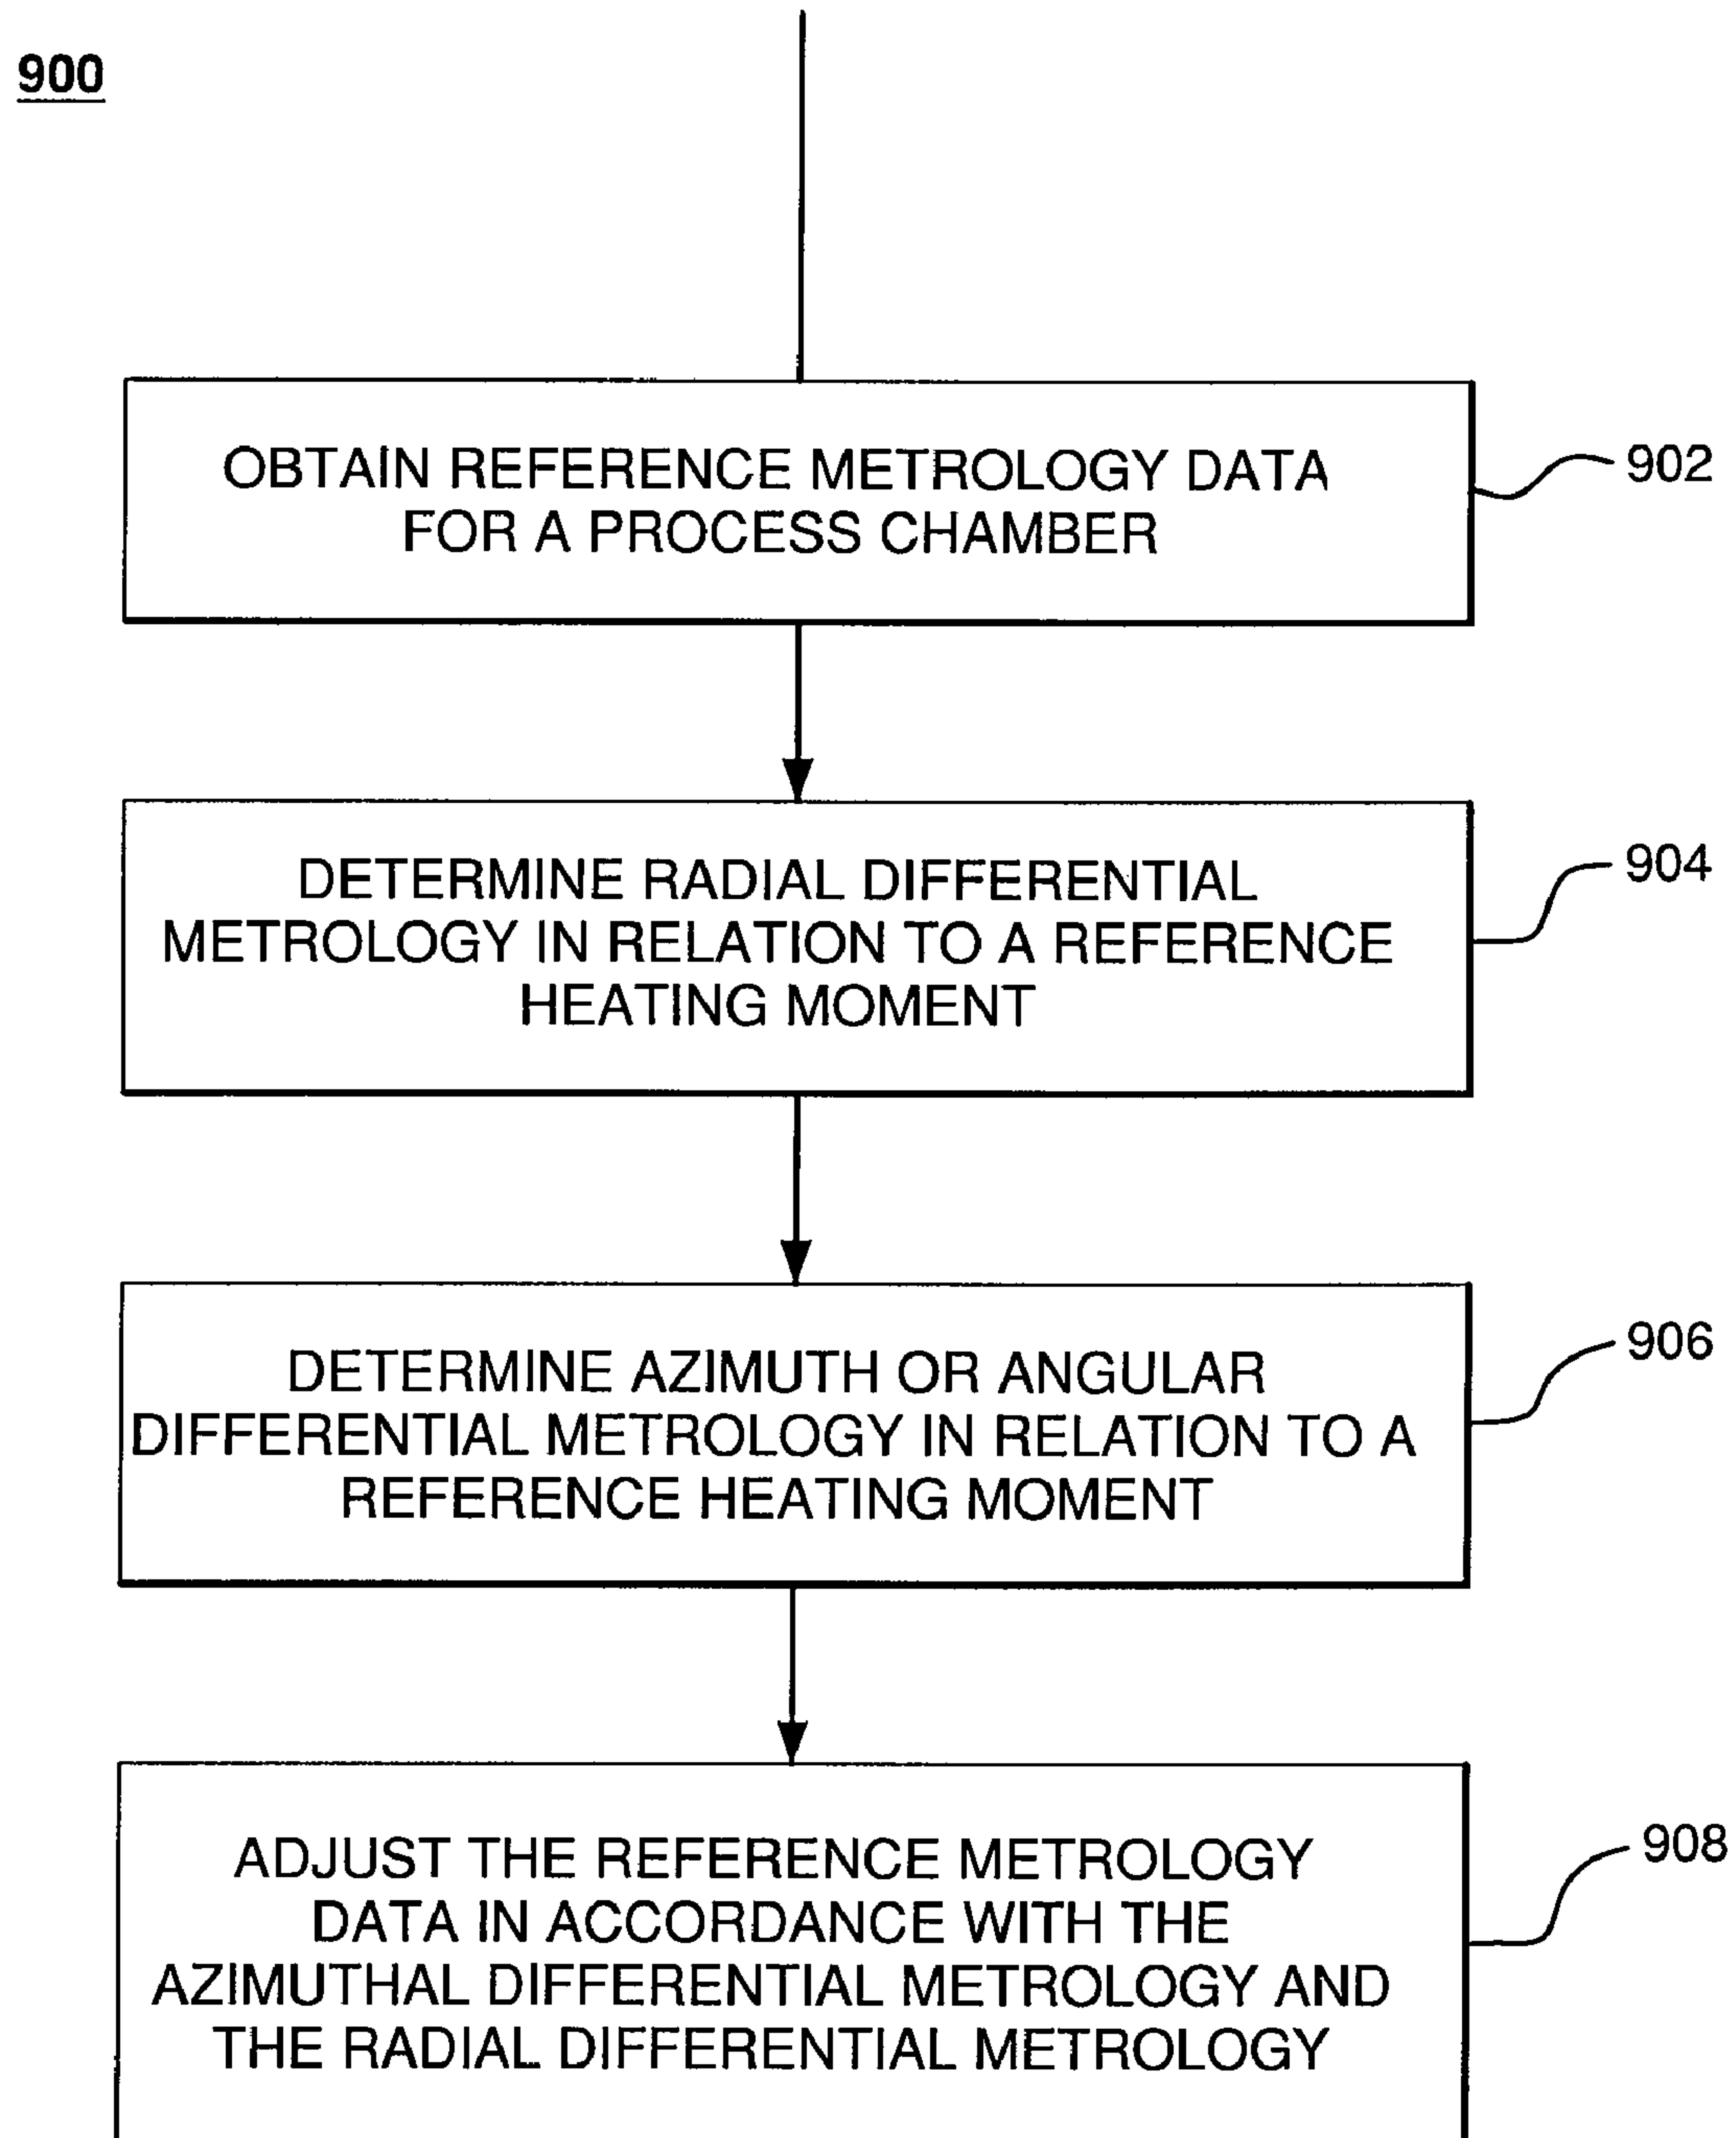 900
OBTAIN REFERENCE METROLOGY DATA
FOR A PROCESS CHAMBER
902
DETERMINE RADIAL DIFFERENTIAL
METROLOGY IN RELATION TO A REFERENCE
HEATING MOMENT
904
DETERMINE AZIMUTH OR ANGULAR
DIFFERENTIAL METROLOGY IN RELATION TO A
REFERENCE HEATING MOMENT
906
ADJUST THE REFERENCE METROLOGY
DATA IN ACCORDANCE WITH THE
AZIMUTHAL DIFFERENTIAL METROLOGY AND
THE RADIAL DIFFERENTIAL METROLOGY
908